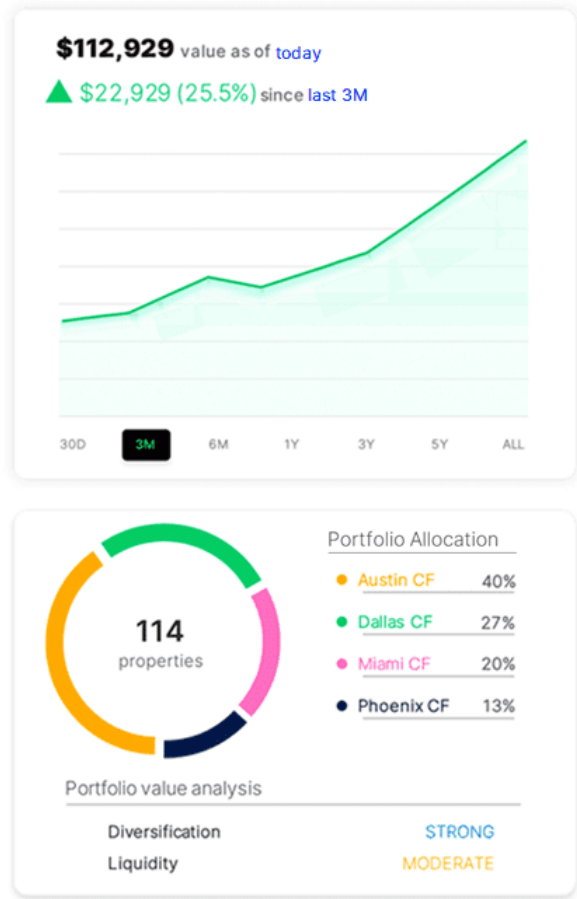 $112,929 value as of today
$22,929 (25.5%) since last 3M
30D 3M 6M 1Y 3Y 5Y ALL
114
properties
Portfolio Allocation
Austin CF 40%
Dallas CF 27%
Miami CF 20%
Phoenix CF 13%
Portfolio value analysis
Diversification STRONG
Liquidity MODERATE